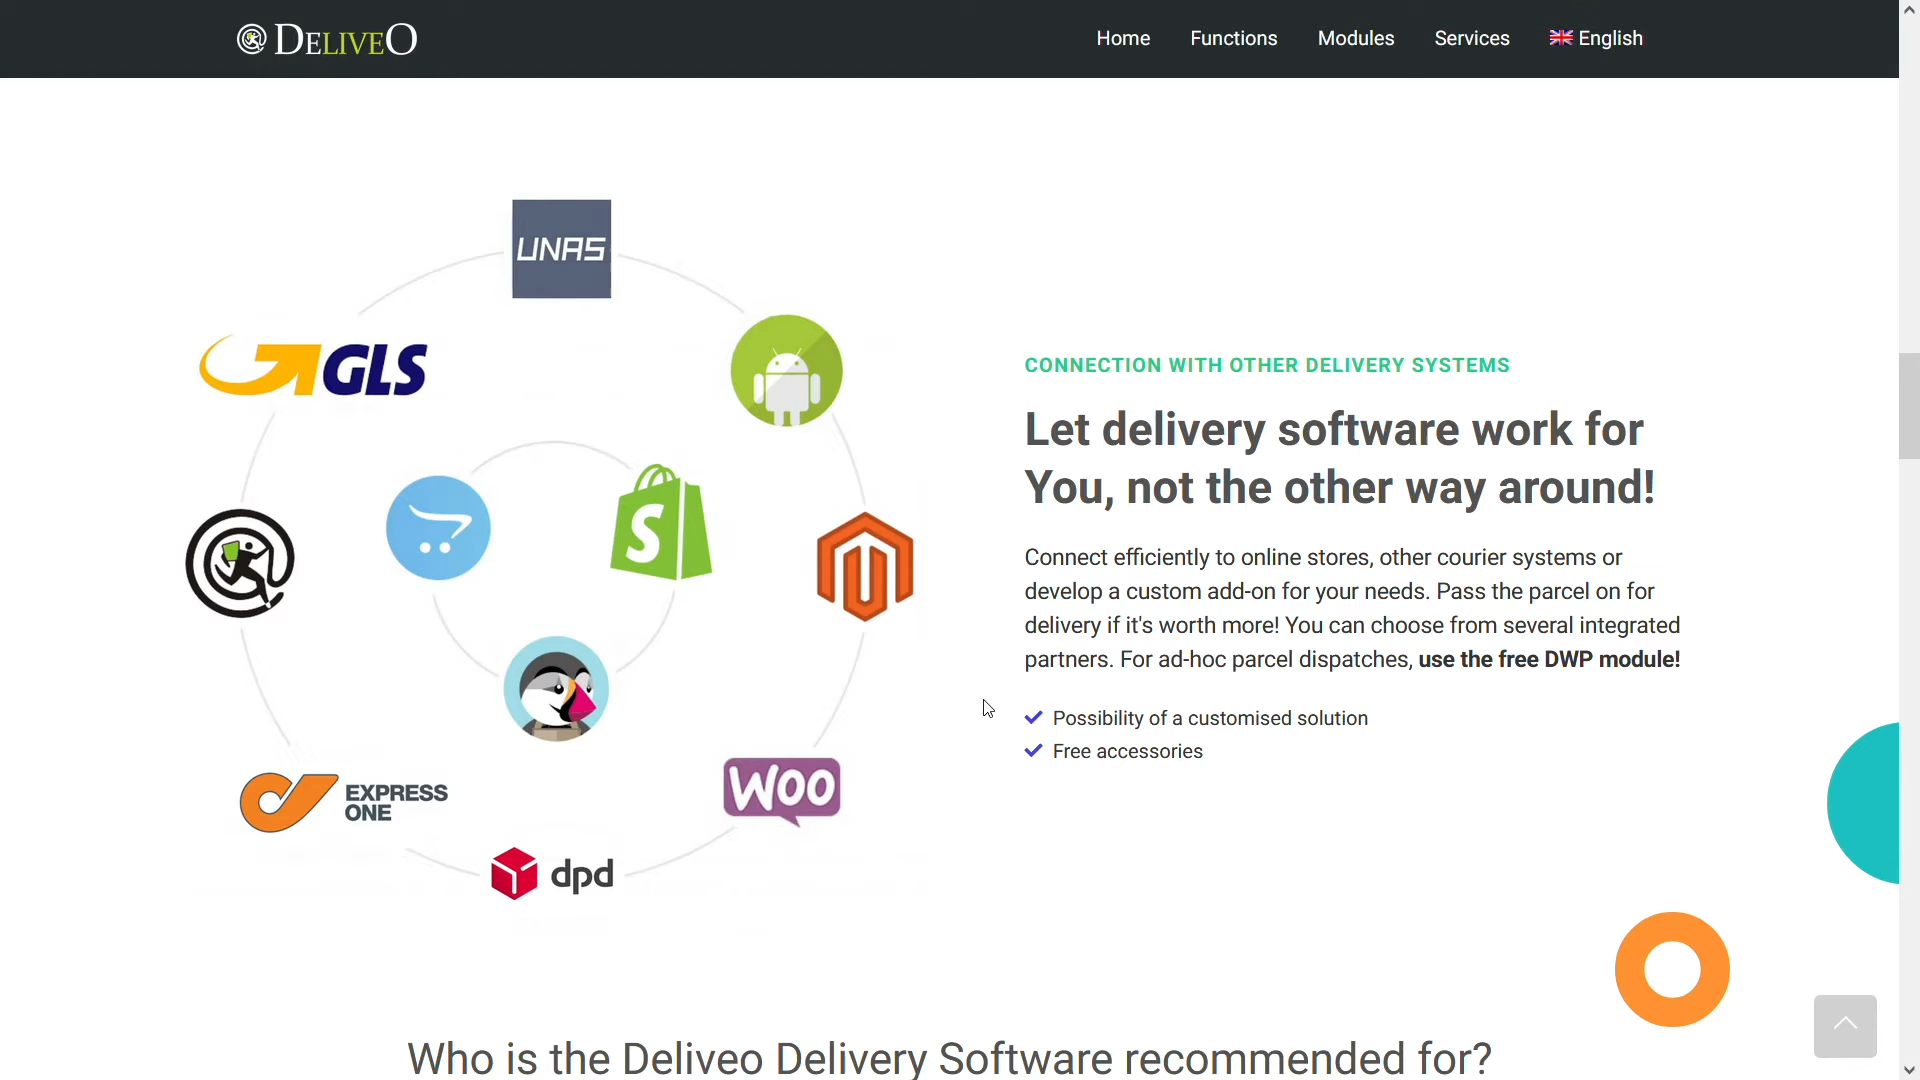 DELIVEO
Home
Functions
Modules
Services
English
UNAS
GLS
S
EXPRESS
ONE
WOO
dpd
CONNECTION WITH OTHER DELIVERY SYSTEMS
Let delivery software work for
You, not the other way around!
Connect efficiently to online stores, other courier systems or
develop a custom add-on for your needs. Pass the parcel on for
delivery if it's worth more! You can choose from several integrated
partners. For ad-hoc parcel dispatches, use the free DWP module!
Possibility of a customised solution
Free accessories
Who is the Deliveo Delivery Software recommended for?